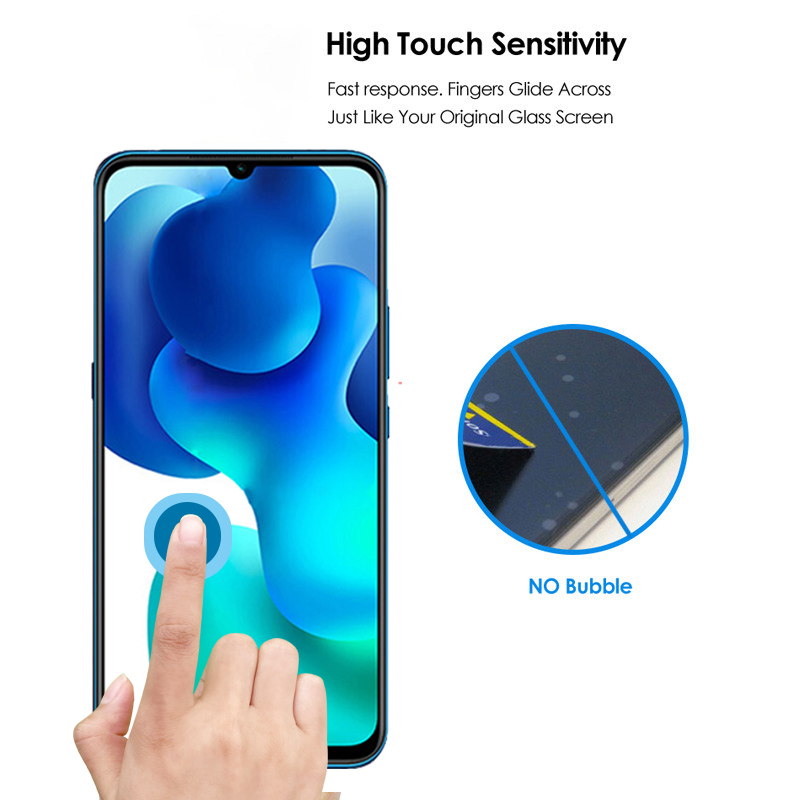 High Touch Sensitivity
Fast response. Fingers Glide Across
Just Like Your Original Glass Screen
NO Bubble